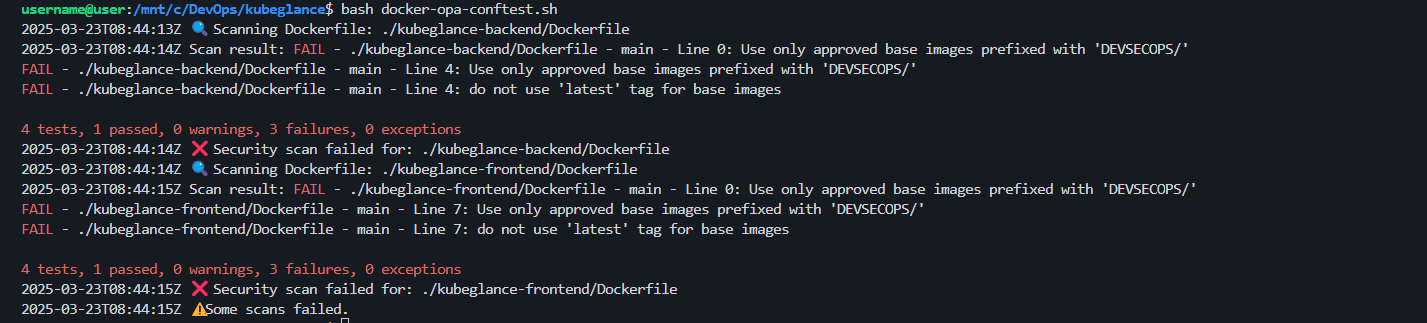 username@user:/mnt/c/DevOps/kubeglance$ bash docker-opa-conftest.sh
2025-03-23T08:44:13Z 🔍 Scanning Dockerfile: ./kubeglance-backend/Dockerfile
2025-03-23T08:44:14Z Scan result: FAIL - ./kubeglance-backend/Dockerfile - main - Line 0: Use only approved base images prefixed with 'DEVSECOPS/'
FAIL - ./kubeglance-backend/Dockerfile - main - Line 4: Use only approved base images prefixed with 'DEVSECOPS/'
FAIL - ./kubeglance-backend/Dockerfile - main - Line 4: do not use 'latest' tag for base images
4 tests, 1 passed, 0 warnings, 3 failures, 0 exceptions
2025-03-23T08:44:14Z ❌ Security scan failed for: ./kubeglance-backend/Dockerfile
2025-03-23T08:44:14Z 🔍 Scanning Dockerfile: ./kubeglance-frontend/Dockerfile
2025-03-23T08:44:15Z Scan result: FAIL - ./kubeglance-frontend/Dockerfile - main - Line 0: Use only approved base images prefixed with 'DEVSECOPS/'
FAIL - ./kubeglance-frontend/Dockerfile - main - Line 7: Use only approved base images prefixed with 'DEVSECOPS/'
FAIL - ./kubeglance-frontend/Dockerfile - main - Line 7: do not use 'latest' tag for base images
4 tests, 1 passed, 0 warnings, 3 failures, 0 exceptions
2025-03-23T08:44:15Z ❌ Security scan failed for: ./kubeglance-frontend/Dockerfile
2025-03-23T08:44:15Z ⚠️Some scans failed.